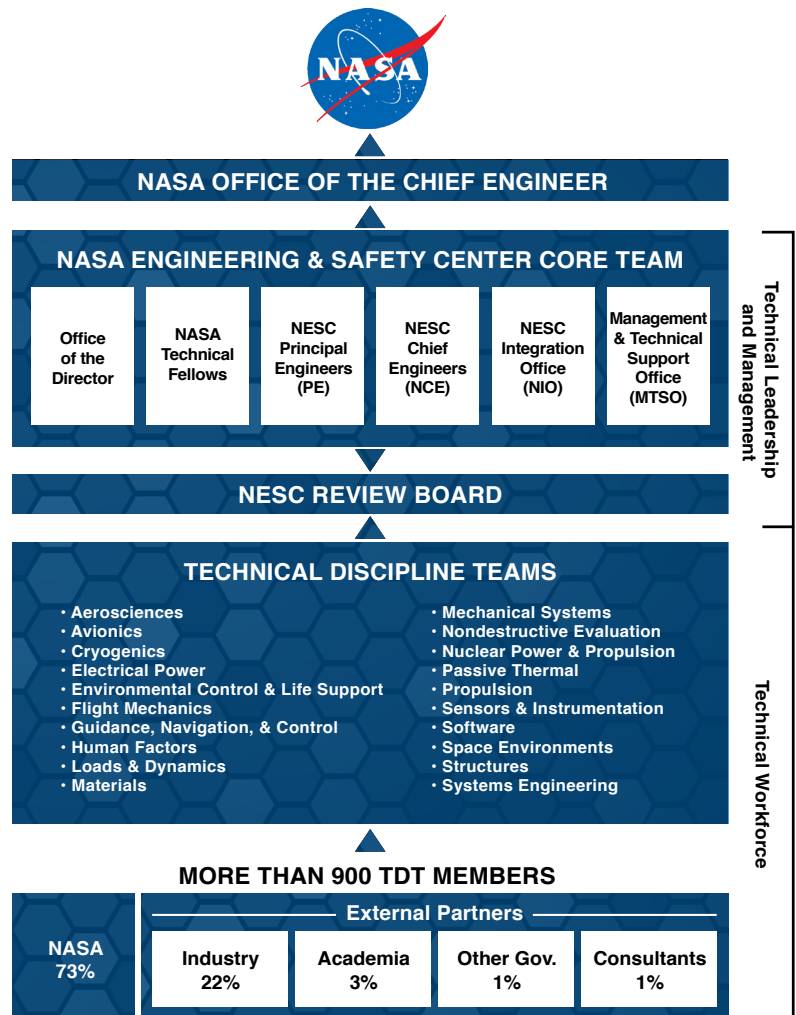 NASA
NASA OFFICE OF THE CHIEF ENGINEER
NASA ENGINEERING & SAFETY CENTER CORE TEAM
Office
of the
Director
NASA
Technical
Fellows
NESC
Principal
Engineers
(PE)
NESC
Chief
Engineers
(NCE)
NESC
Integration
Office
(NIO)
Management
& Technical
Support
Office
(MTSO)
Technical Leadership
and Management
NESC REVIEW BOARD
TECHNICAL DISCIPLINE TEAMS
· Aerosciences
· Avionics
· Cryogenics
· Electrical Power
· Environmental Control & Life Support
· Flight Mechanics
· Guidance, Navigation, & Control
· Human Factors
· Loads & Dynamics
· Materials
· Mechanical Systems
· Nondestructive Evaluation
· Nuclear Power & Propulsion
· Passive Thermal
· Propulsion
· Sensors & Instrumentation
· Software
· Space Environments
· Structures
· Systems Engineering
Technical Workforce
MORE THAN 900 TDT MEMBERS
NASA
73%
External Partners
Industry
22%
Academia
3%
Other Gov.
1%
Consultants
1%